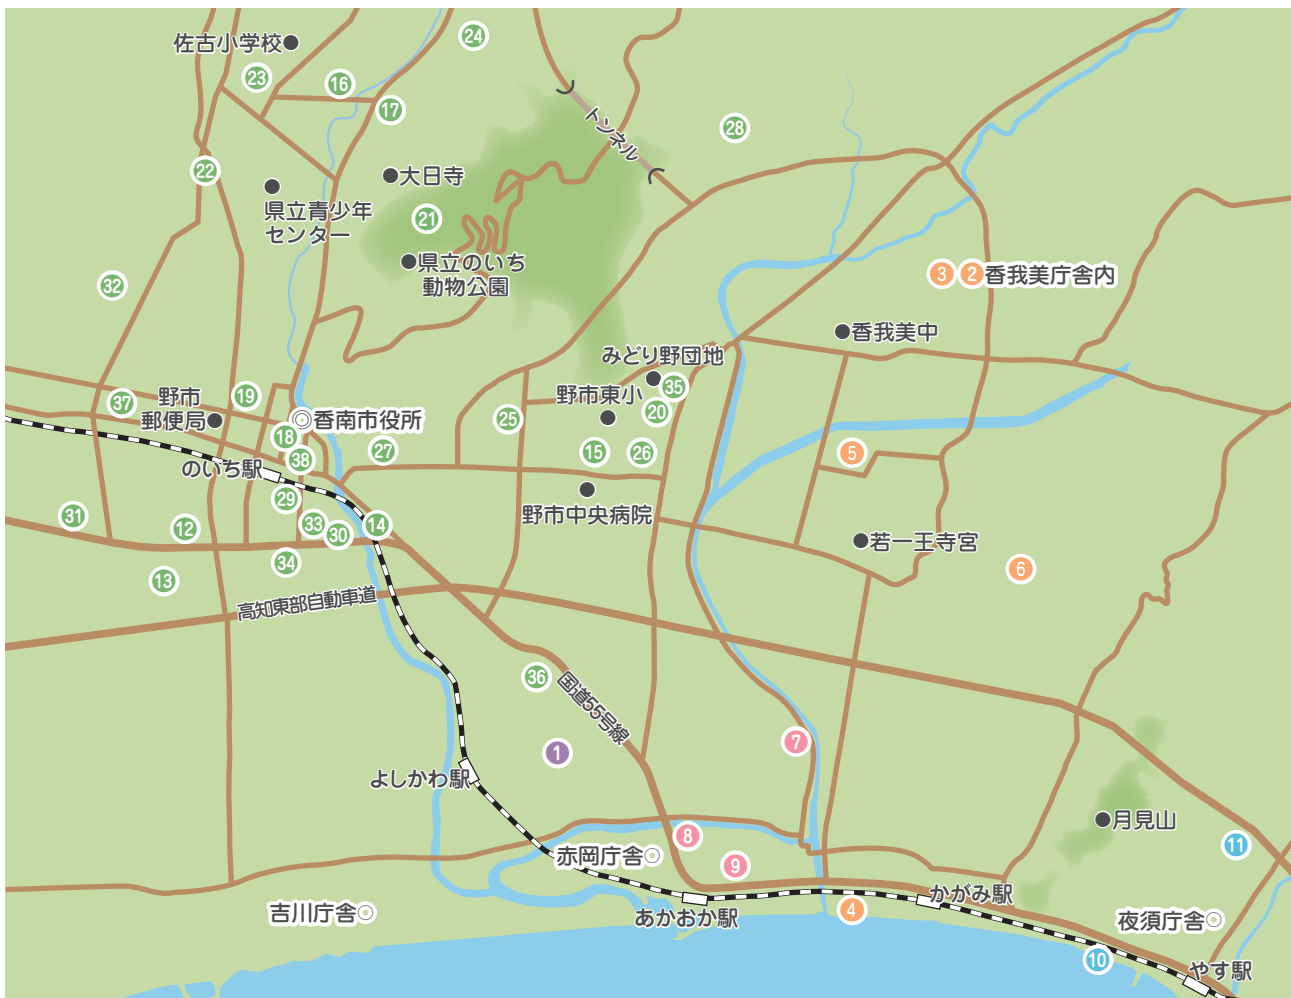 佐古小学校
24
23
16
17
トンネル
28
22
大日寺
県立青少年
センター
21
県立のいち
動物公園
32
3
2
香我美庁舎内
香我美中
みどり野団地
35
野市
郵便局
37
19
野市東小
20
25
香南市役所
18
38
27
15
26
5
のいち駅
29
野市中央病院
31
12
33
30
14
若一王寺宮
34
13
6
高知東部自動車道
36
国道55号線
1
7
よしかわ駅
月見山
8
11
赤岡庁舎
9
かがみ駅
吉川庁舎
あかおか駅
4
夜須庁舎
10
やす駅